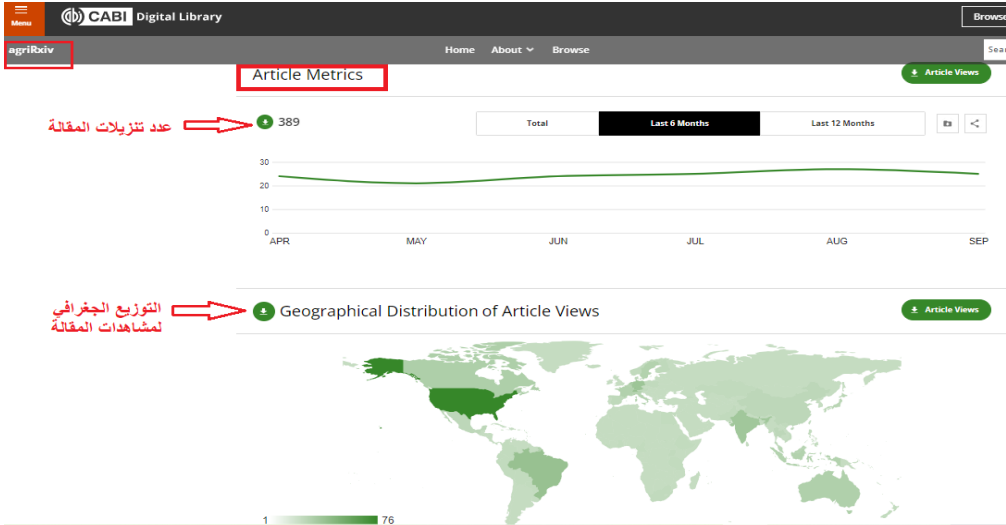 Menu
CABI Digital Library
Browse
agriRxiv
Home About Browse
Article Metrics
Article Views
عدد تنزيلات المقالة
389
Total
Last 6 Months
Last 12 Months
30
20
10
0
APR MAY JUN JUL AUG SEP
التوزيع الجغرافي
لمشاهدات المقالة
Geographical Distribution of Article Views
Article Views
1 76